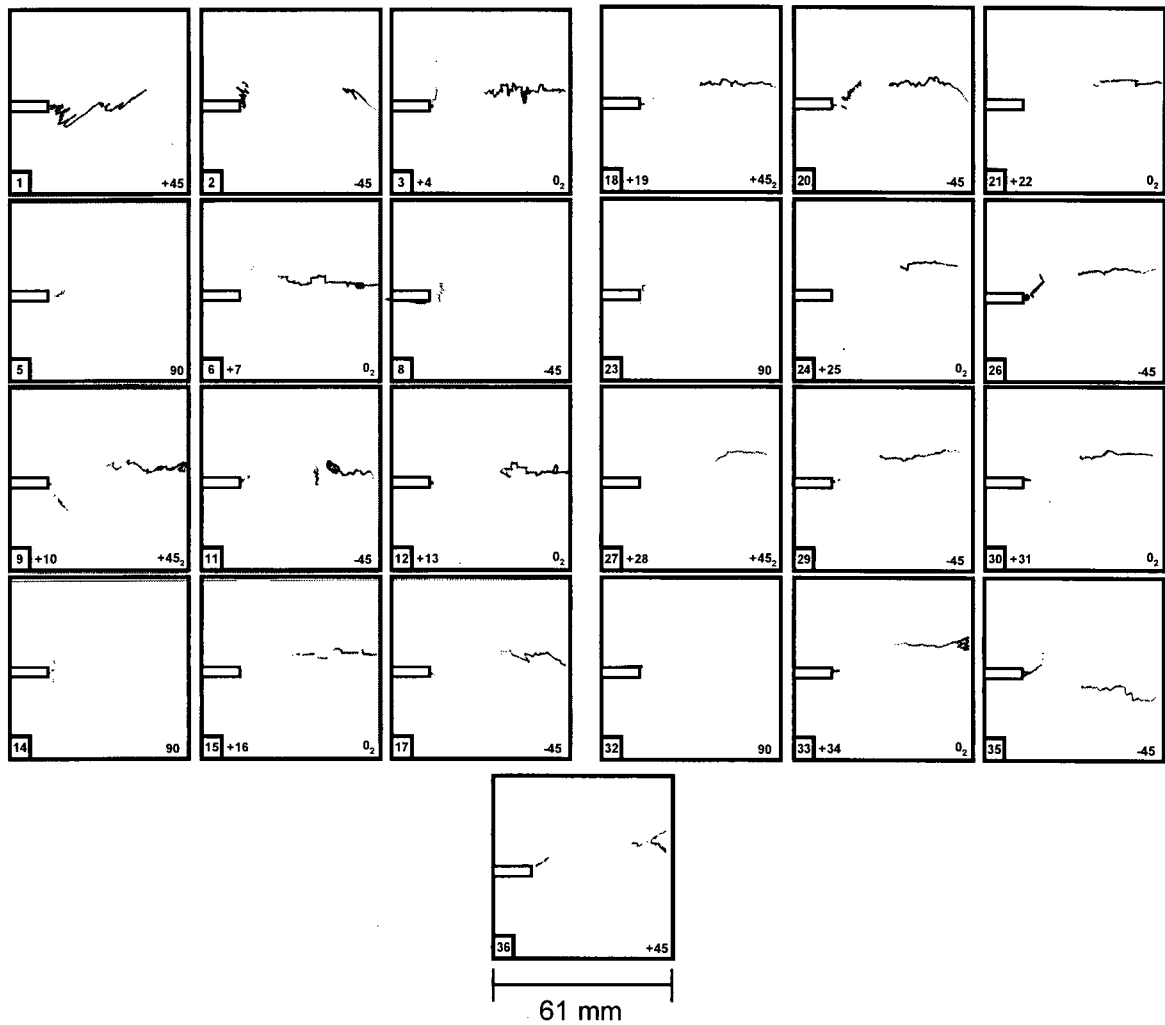 1 +45 2 -45 3 +4 0₂ 18 +19 +45₂ 20 -45 21 +22 0₂
5 90 6 +7 0₂ 8 -45 23 90 24 +25 0₂ 26 -45
9 +10 +45₂ 11 -45 12 +13 0₂ 27 +28 +45₂ 29 -45 30 +31 0₂
14 90 15 +16 0₂ 17 -45 32 90 33 +34 0₂ 35 -45
36 +45
61 mm